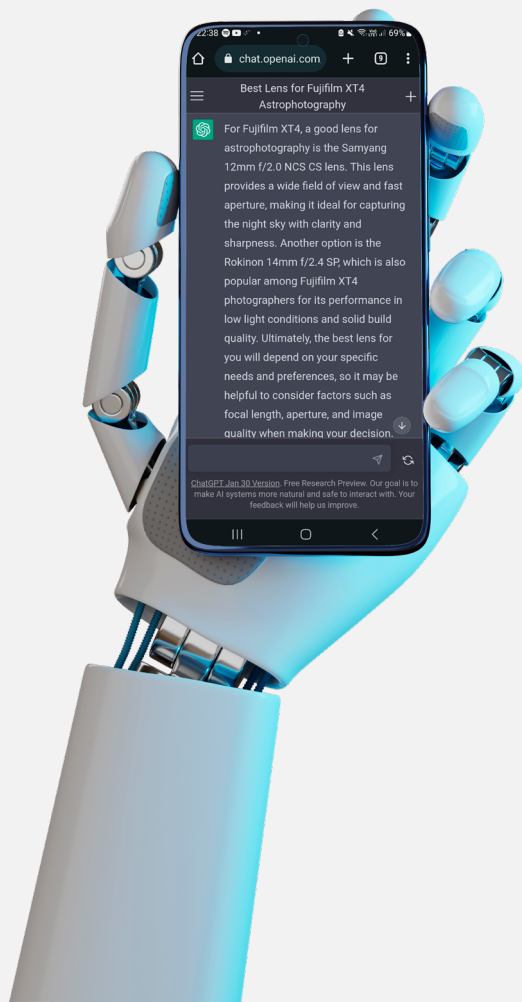 22:38
69%
chat.openai.com
9
Best Lens for Fujifilm XT4
Astrophotography
For Fujifilm XT4, a good lens for
astrophotography is the Samyang
12mm f/2.0 NCS CS lens. This lens
provides a wide field of view and fast
aperture, making it ideal for capturing
the night sky with clarity and
sharpness. Another option is the
Rokinon 14mm f/2.4 SP, which is also
popular among Fujifilm XT4
photographers for its performance in
low light conditions and solid build
quality. Ultimately, the best lens for
you will depend on your specific
needs and preferences, so it may be
helpful to consider factors such as
focal length, aperture, and image
quality when making your decision.
ChatGPT Jan 30 Version. Free Research Preview. Our goal is to
make AI systems more natural and safe to interact with. Your
feedback will help us improve.